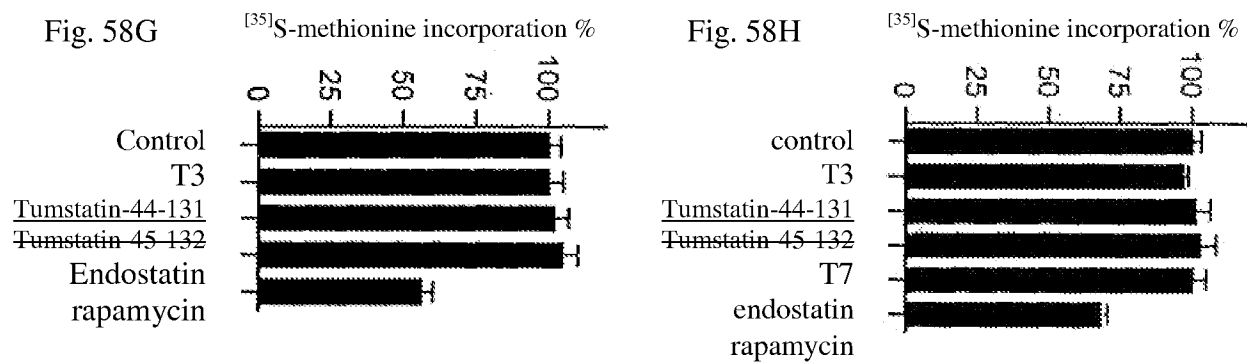 Fig. 58G
[35]S-methionine incorporation %
0 25 50 75 100
Control
T3
Tumstatin-44-131
Tumstatin-45-132
Endostatin
rapamycin
Fig. 58H
[35]S-methionine incorporation %
0 25 50 75 100
control
T3
Tumstatin-44-131
Tumstatin-45-132
T7
endostatin
rapamycin